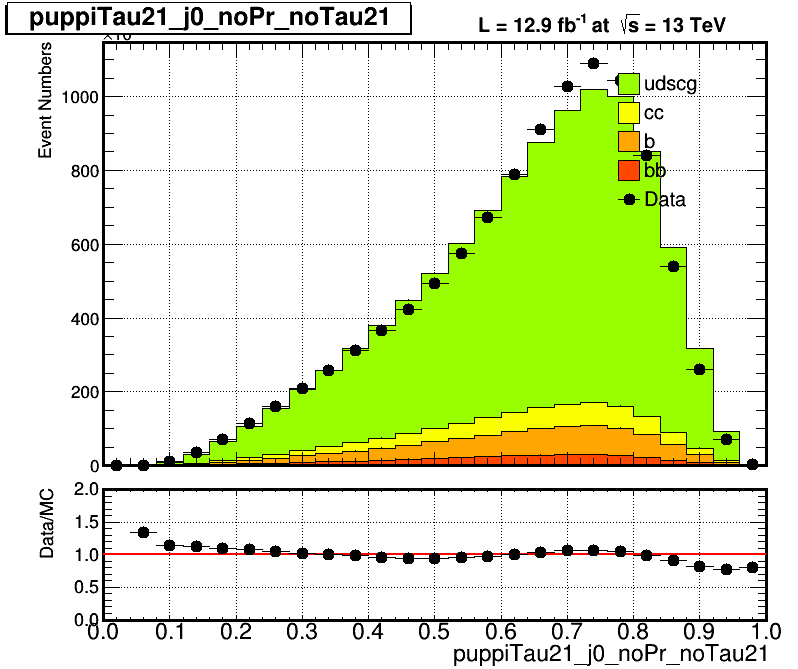 puppiTau21_j0_noPr_noTau21
L = 12.9 fb⁻¹ at √s = 13 TeV
Event Numbers
1000
800
600
400
200
0
udscg
cc
b
bb
Data
Data/MC
2.0
1.5
1.0
0.5
0.0
0.0 0.1 0.2 0.3 0.4 0.5 0.6 0.7 0.8 0.9 1.0
puppiTau21_j0_noPr_noTau21